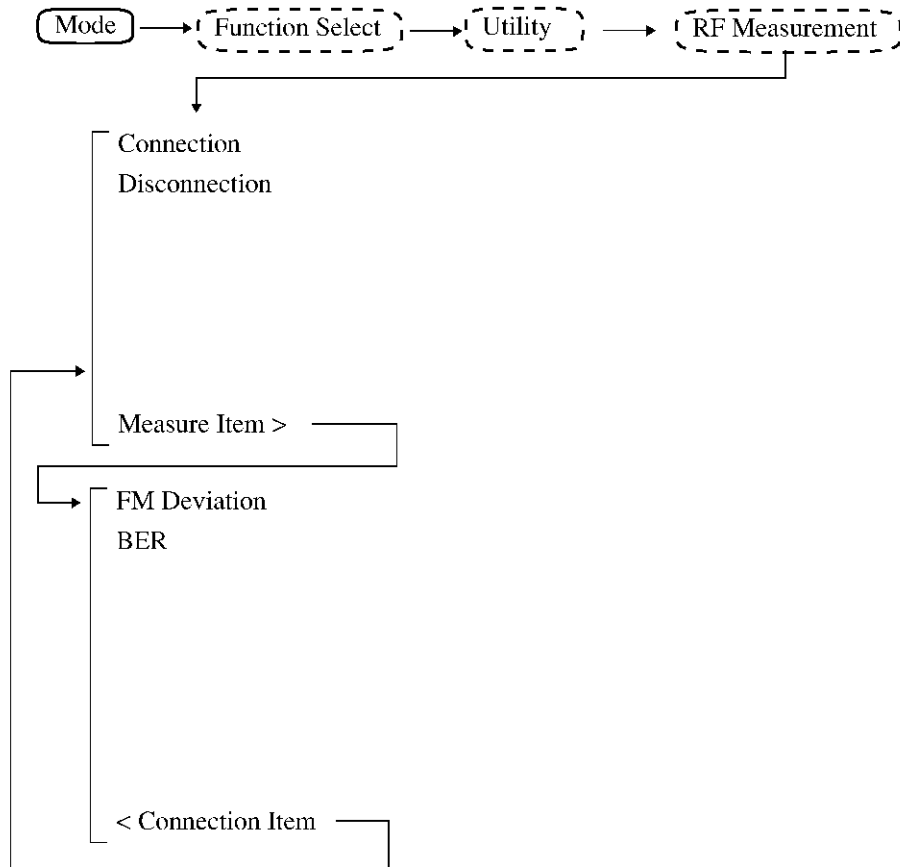 Mode Function Select Utility RF Measurement
Connection
Disconnection
Measure Item >
FM Deviation
BER
< Connection Item